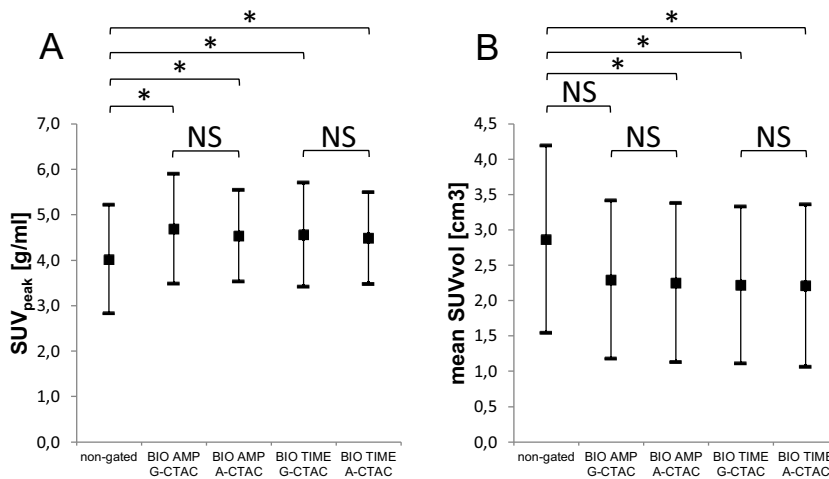 A
*
*
*
*
NS
NS
7,0
6,0
5,0
4,0
3,0
2,0
1,0
0,0
SUVpeak [g/ml]
non-gated
BIO AMP G-CTAC
BIO AMP A-CTAC
BIO TIME G-CTAC
BIO TIME A-CTAC
B
*
*
*
NS
NS
NS
4,5
4,0
3,5
3,0
2,5
2,0
1,5
1,0
0,5
0,0
mean SUVvol [cm3]
non-gated
BIO AMP G-CTAC
BIO AMP A-CTAC
BIO TIME G-CTAC
BIO TIME A-CTAC